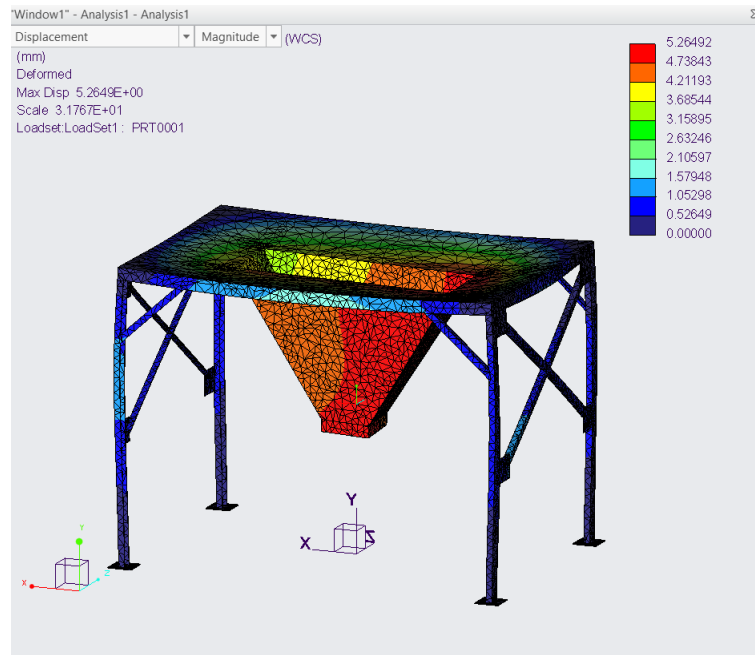 "Window1" - Analysis1 - Analysis1
Displacement Magnitude (WCS)
(mm)
Deformed
Max Disp 5.2649E+00
Scale 3.1767E+01
Loadset:LoadSet1 : PRT0001
5.26492
4.73843
4.21193
3.68544
3.15895
2.63246
2.10597
1.57948
1.05298
0.52649
0.00000
Y
X Z
Y
X Z